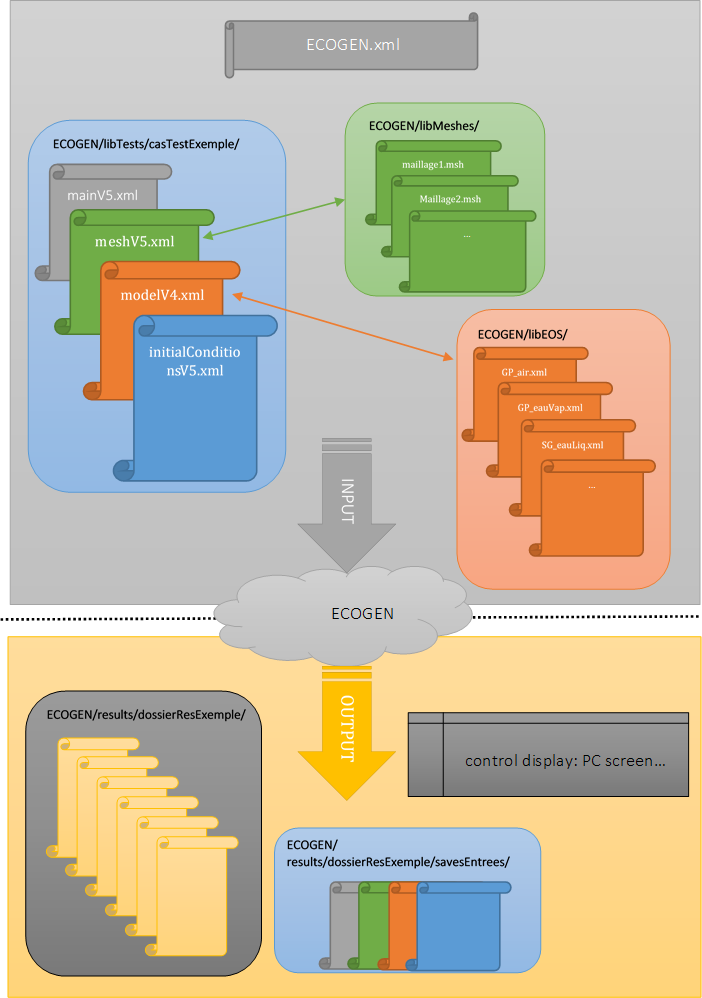 ECOGEN.xml
ECOGEN/libTests/casTestExemple/
mainV5.xml
meshV5.xml
modelV4.xml
initialConditio
nsV5.xml
ECOGEN/libMeshes/
maillage1.msh
Maillage2.msh
...
ECOGEN/libEOS/
GP_air.xml
GP_eauVap.xml
SG_eauLiq.xml
...
INPUT
ECOGEN
OUTPUT
ECOGEN/results/dossierResExemple/
control display: PC screen...
ECOGEN/
results/dossierResExemple/savesEntrees/